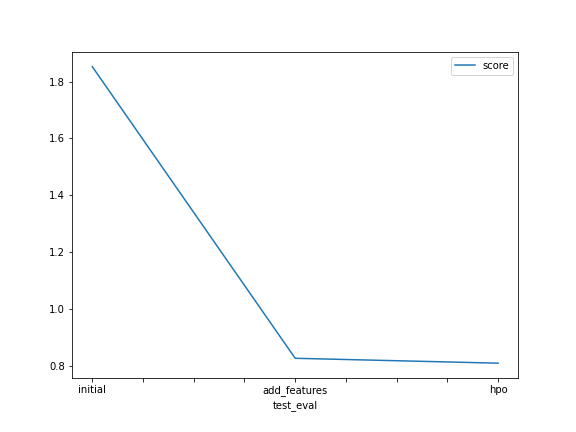 score
1.8
1.6
1.4
1.2
1.0
0.8
initial
add_features
hpo
test_eval